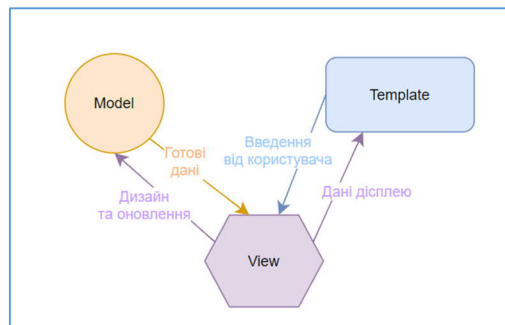 Model
Template
Готові
дані
Введення
від користувача
Дизайн
та оновлення
Дані дісплею
View